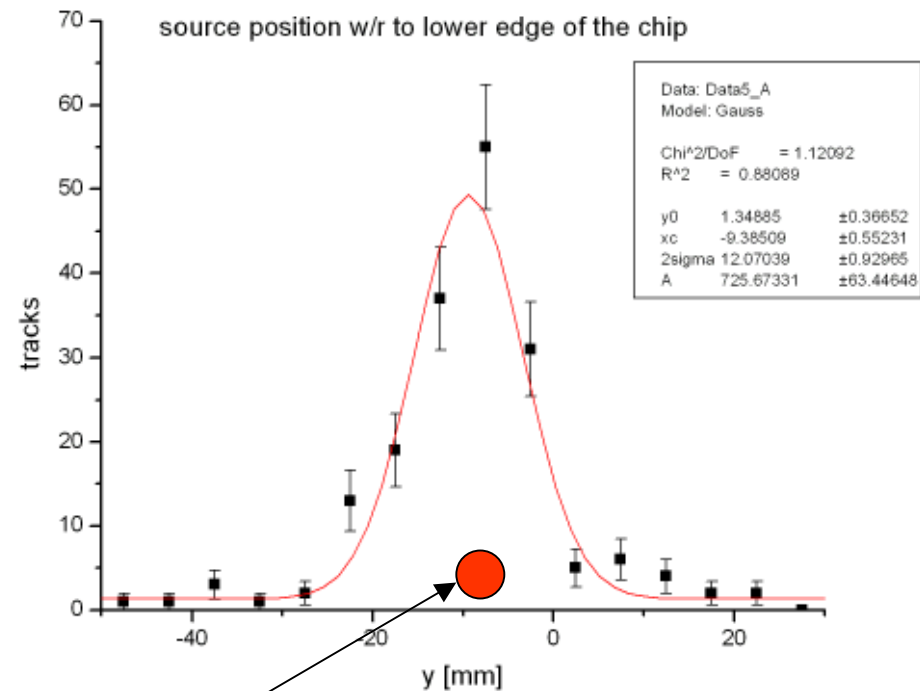 source position w/r to lower edge of the chip
Data: Data5_A
Model: Gauss
Chi^2/DoF = 1.12092
R^2 = 0.88089
y0 1.34885 ±0.36652
xc -9.38509 ±0.55231
2sigma 12.07039 ±0.92965
A 725.67331 ±63.44648
70
60
50
40
30
20
10
0
tracks
-40 -20 0 20
y [mm]